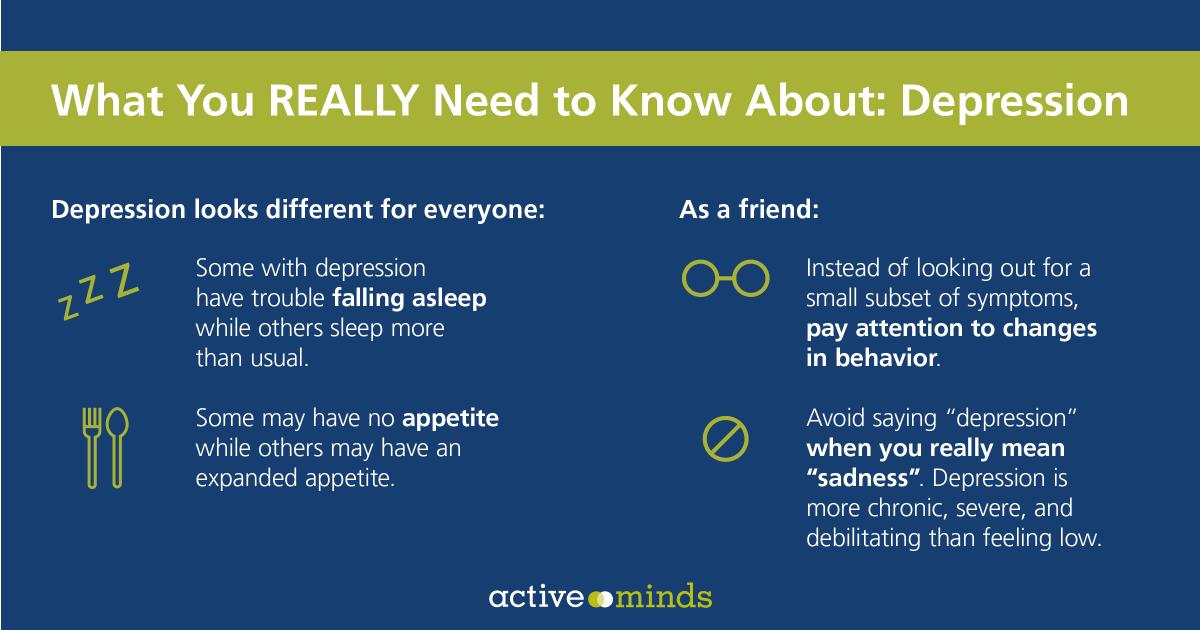 What You REALLY Need to Know About: Depression
Depression looks different for everyone:
z z Z
Some with depression
have trouble falling asleep
while others sleep more
than usual.
Some may have no appetite
while others may have an
expanded appetite.
As a friend:
Instead of looking out for a
small subset of symptoms,
pay attention to changes
in behavior.
Avoid saying “depression”
when you really mean
“sadness”. Depression is
more chronic, severe, and
debilitating than feeling low.
active minds